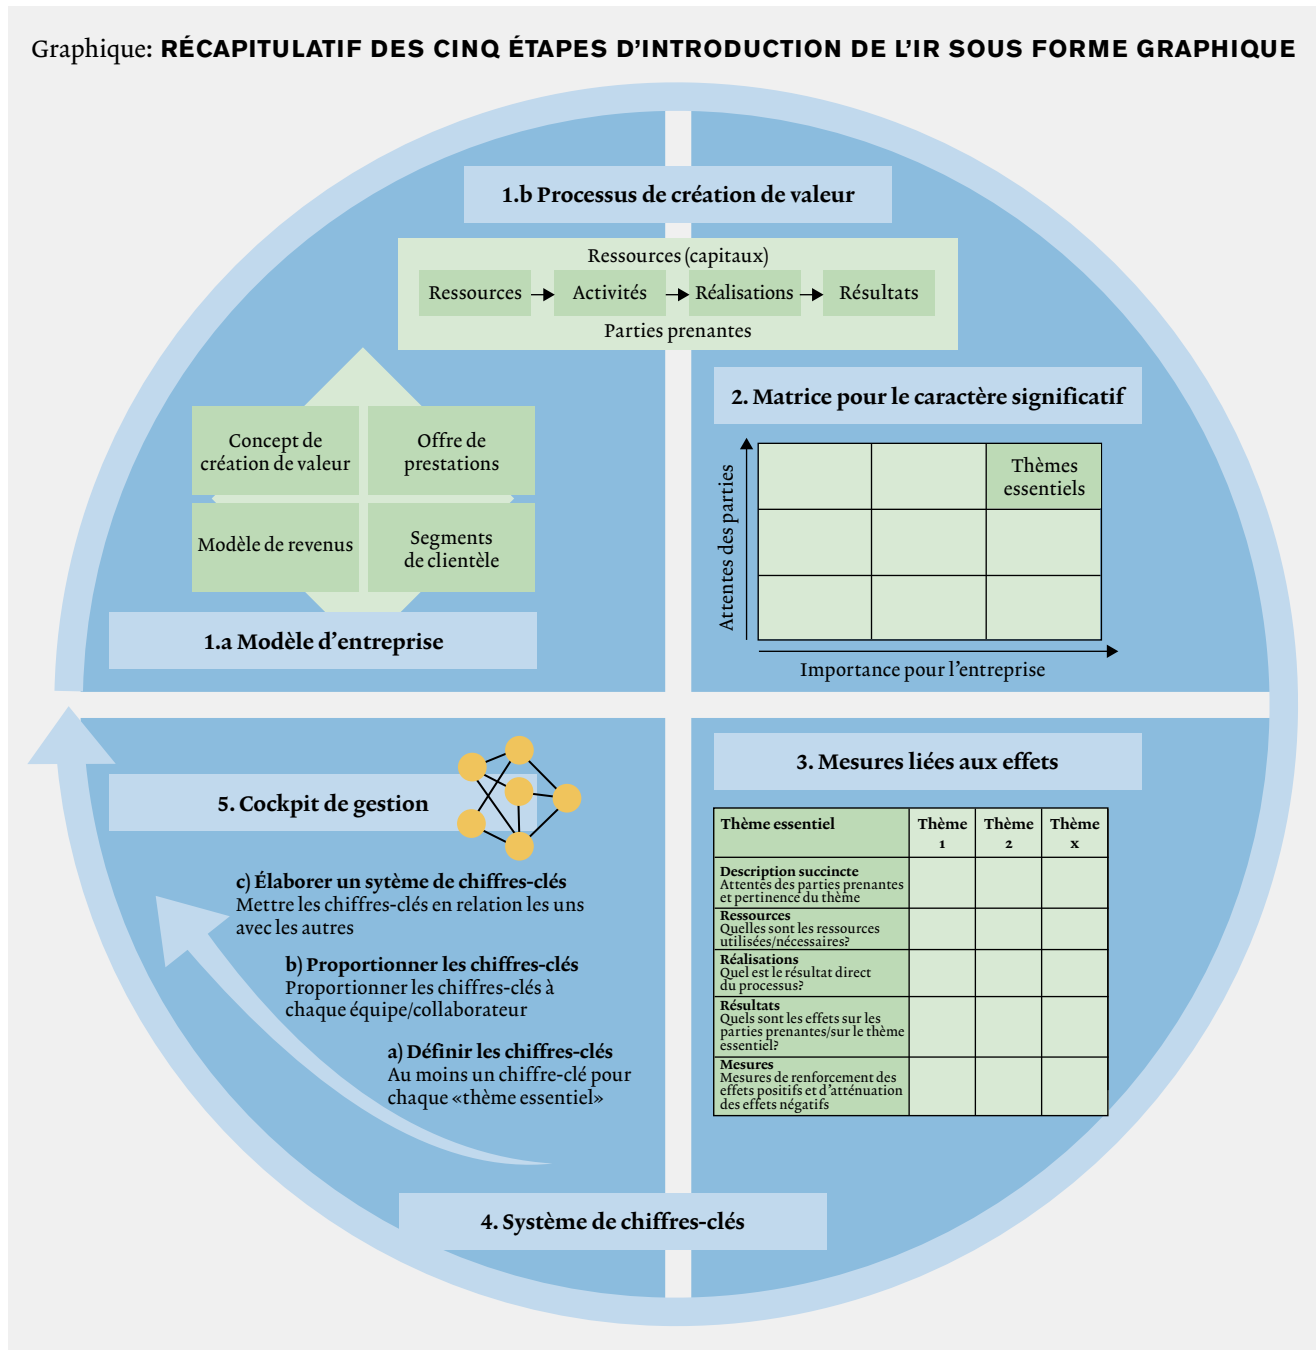 Graphique: RÉCAPITULATIF DES CINQ ÉTAPES D'INTRODUCTION DE L'IR SOUS FORME GRAPHIQUE
1.b Processus de création de valeur
Ressources (capitaux)
Ressources
Activités
Réalisations
Résultats
Parties prenantes
Concept de
création de valeur
Offre de
prestations
Modèle de revenus
Segments
de clientèle
1.a Modèle d'entreprise
2. Matrice pour le caractère significatif
Attentes des parties
Thèmes
essentiels
Importance pour l'entreprise
3. Mesures liées aux effets
Thème essentiel
Thème
1
Thème
2
Thème
x
Description succincte
Attentes des parties prenantes
et pertinence du thème
Ressources
Quelles sont les ressources
utilisées/nécessaires?
Réalisations
Quel est le résultat direct
du processus?
Résultats
Quels sont les effets sur les
parties prenantes/sur le thème
essentiel?
Mesures
Mesures de renforcement des
effets positifs et d'atténuation
des effets négatifs
4. Système de chiffres-clés
5. Cockpit de gestion
c) Élaborer un sytème de chiffres-clés
Mettre les chiffres-clés en relation les uns
avec les autres
b) Proportionner les chiffres-clés
Proportionner les chiffres-clés à
chaque équipe/collaborateur
a) Définir les chiffres-clés
Au moins un chiffre-clé pour
chaque «thème essentiel»